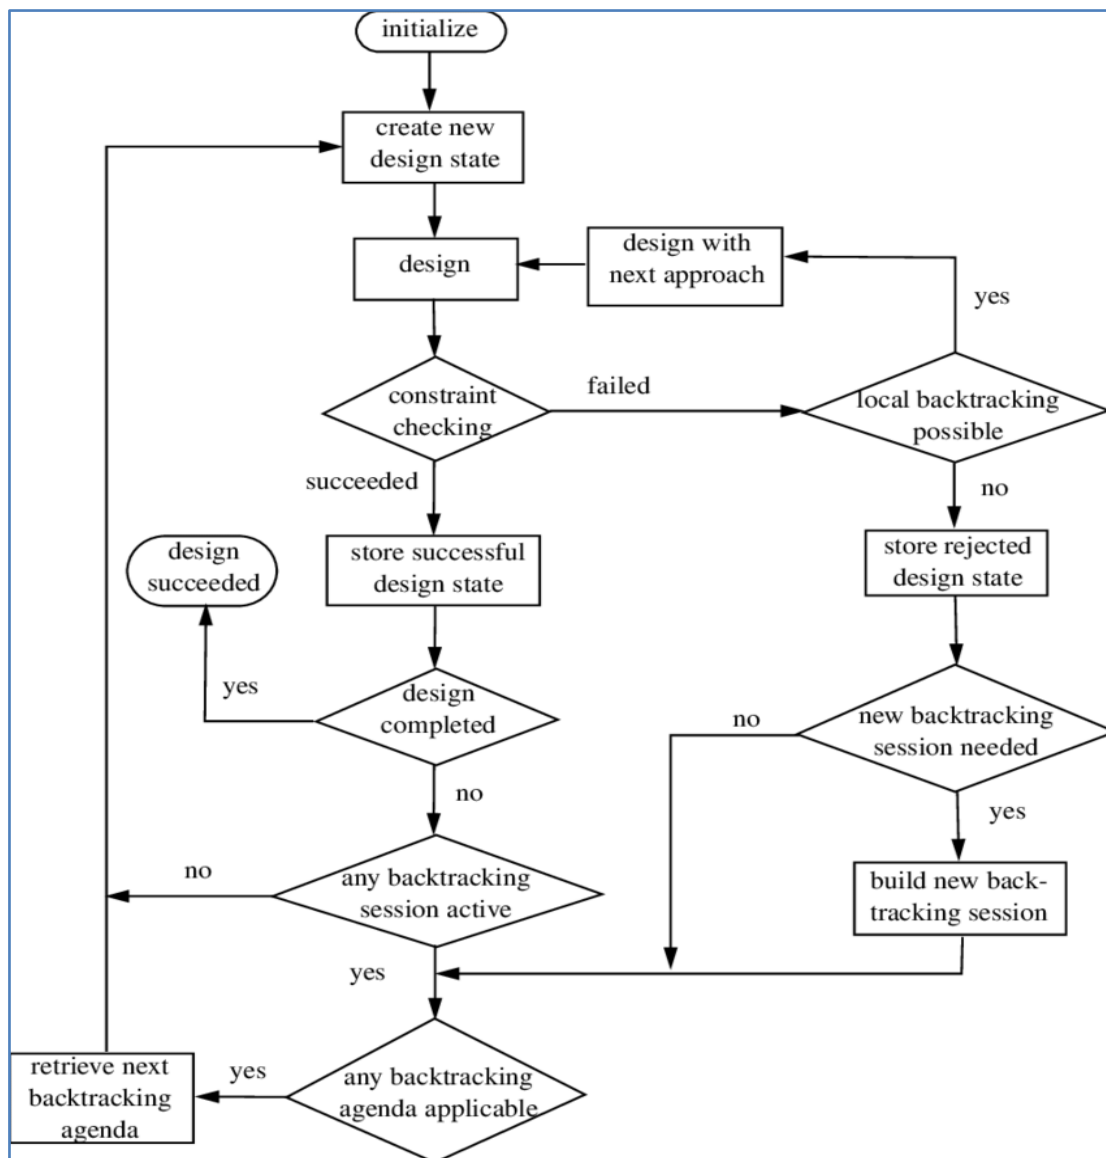 initialize
create new
design state
design
design with
next approach
yes
constraint
checking
failed
local backtracking
possible
succeeded
no
design
succeeded
store successful
design state
store rejected
design state
yes
design
completed
no
new backtracking
session needed
no
yes
no
any backtracking
session active
build new back-
tracking session
yes
retrieve next
backtracking
agenda
yes
any backtracking
agenda applicable